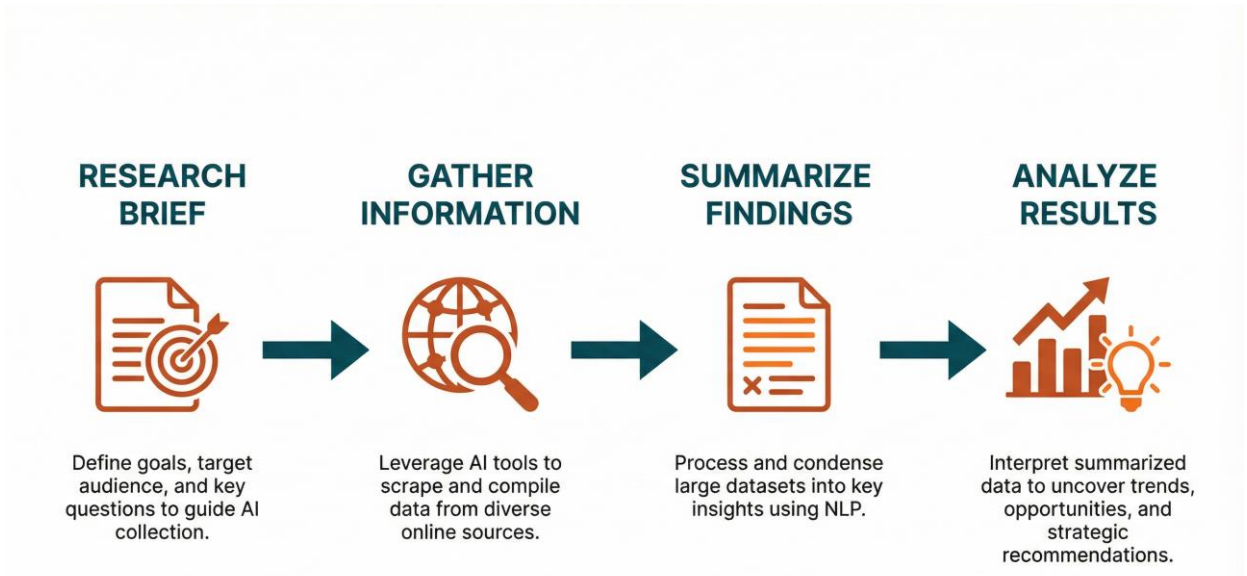 RESEARCH
BRIEF
Define goals, target
audience, and key
questions to guide AI
collection.
GATHER
INFORMATION
Leverage AI tools to
scrape and compile
data from diverse
online sources.
SUMMARIZE
FINDINGS
Process and condense
large datasets into key
insights using NLP.
ANALYZE
RESULTS
Interpret summarized
data to uncover trends,
opportunities, and
strategic
recommendations.